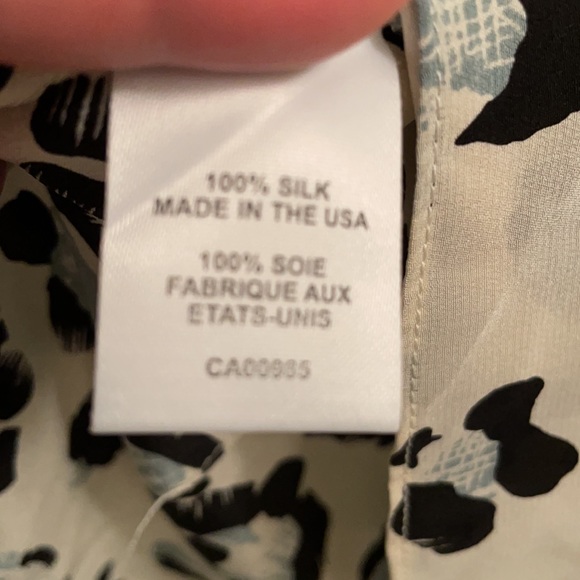 100% SILK
MADE IN THE USA
100% SOIE
FABRIQUE AUX
ETATS-UNIS
CA00985